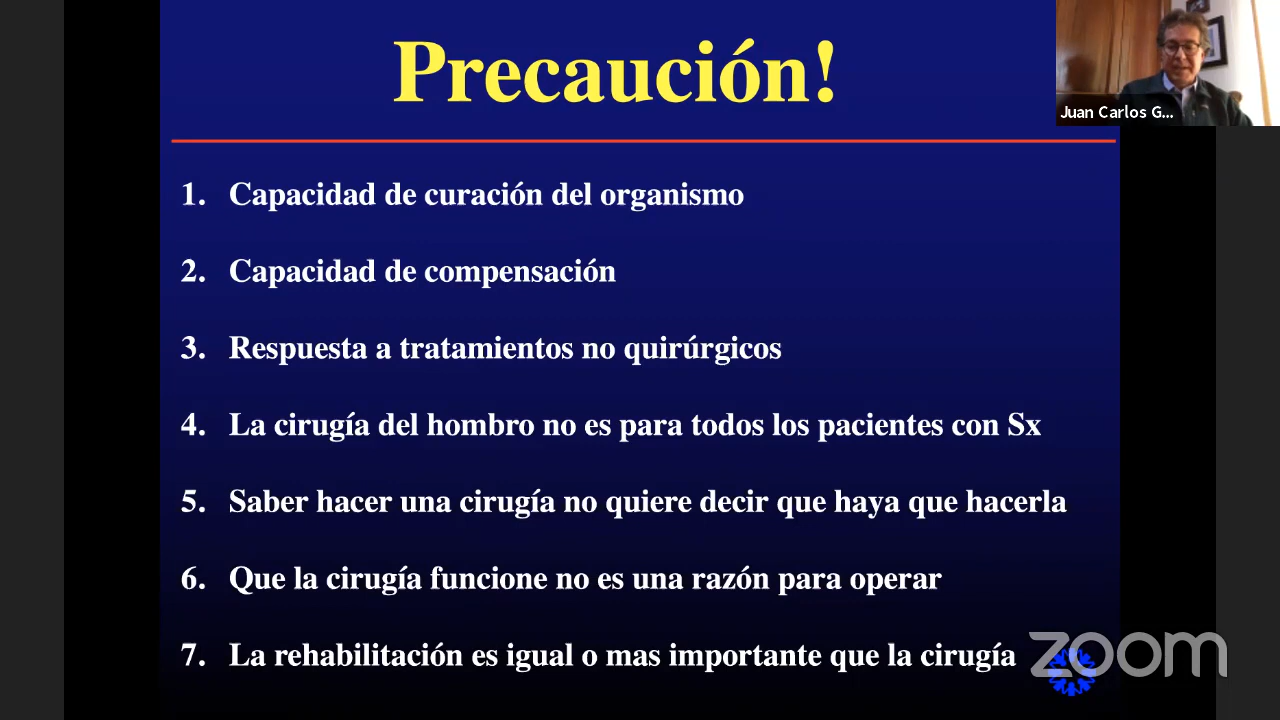 Precaución!
Juan Carlos G...
1. Capacidad de curación del organismo
2. Capacidad de compensación
3. Respuesta a tratamientos no quirúrgicos
4. La cirugía del hombro no es para todos los pacientes con Sx
5. Saber hacer una cirugía no quiere decir que haya que hacerla
6. Que la cirugía funcione no es una razón para operar
7. La rehabilitación es igual o mas importante que la cirugía
zoom